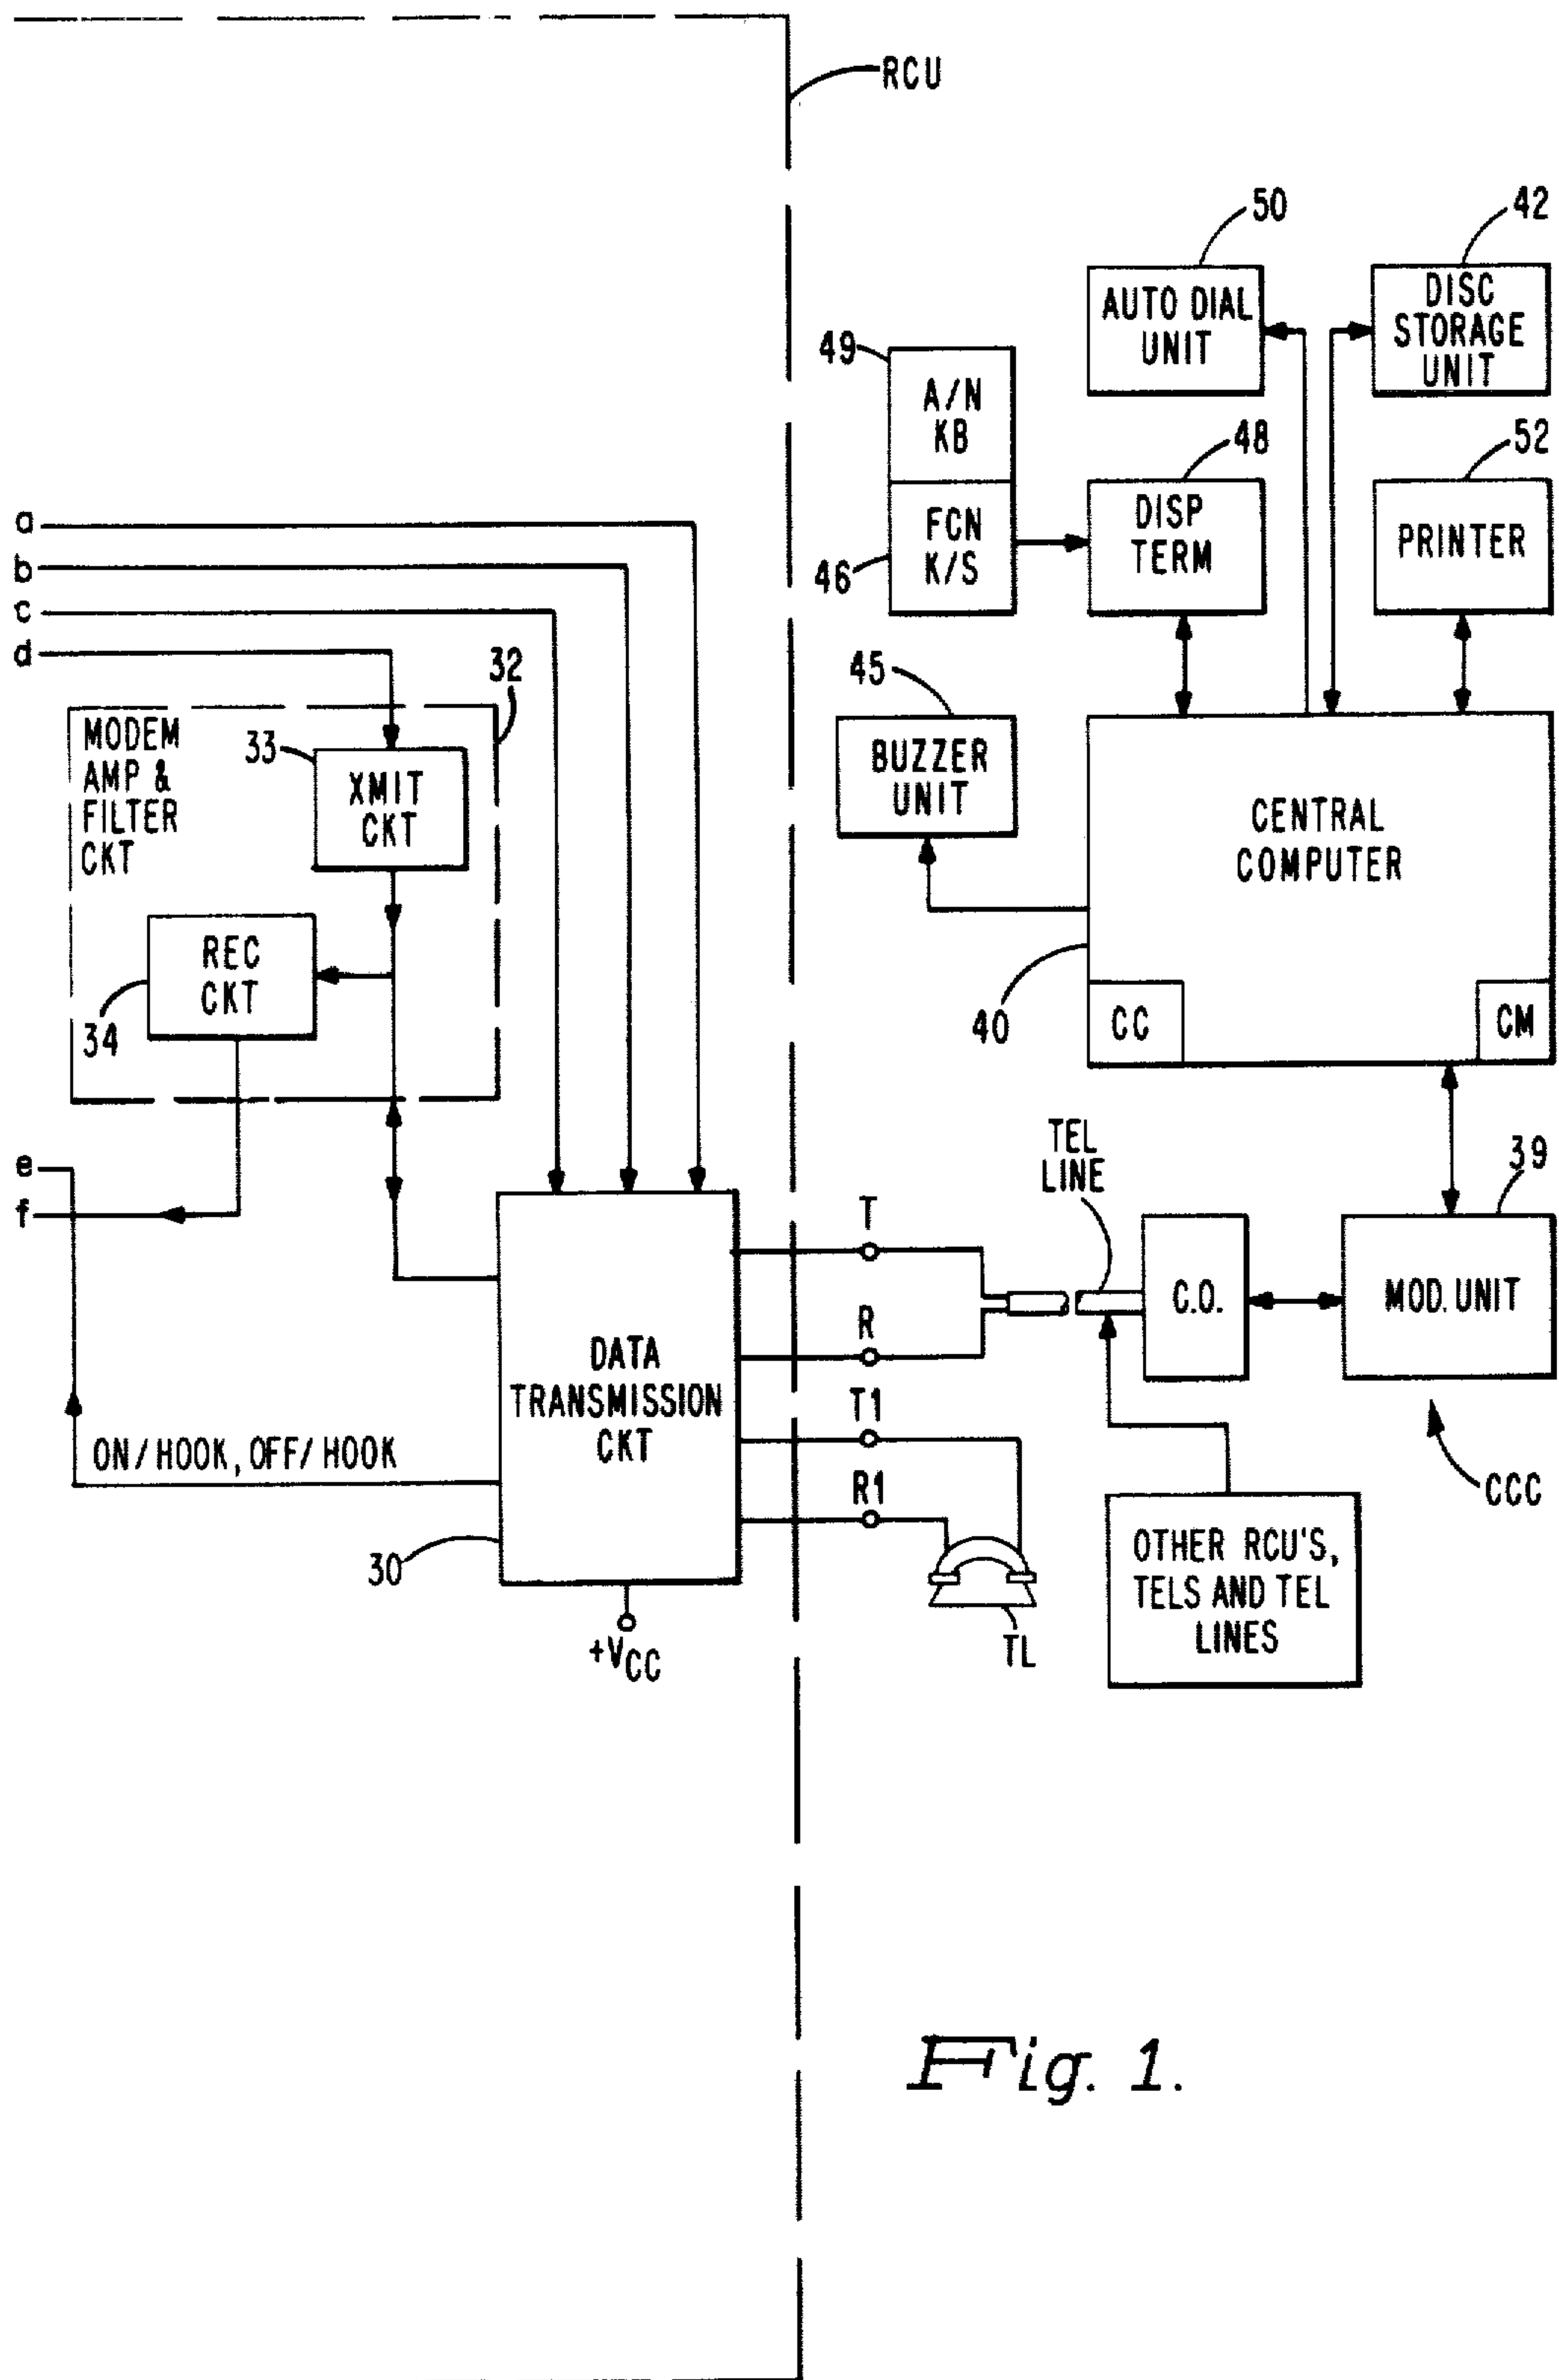 RCU
50
42
AUTO DIAL
UNIT
DISC
STORAGE
UNIT
49
A/N
KB
48
52
FCN
K/S
46
DISP
TERM
PRINTER
a
b
c
d
32
45
MODEM
AMP &
FILTER
CKT
33
XMIT
CKT
BUZZER
UNIT
CENTRAL
COMPUTER
REC
CKT
34
40
CC
CM
TEL
LINE
39
e
f
T
R
C.O.
MOD. UNIT
DATA
TRANSMISSION
CKT
T1
ON/HOOK, OFF/HOOK
R1
CCC
30
OTHER RCU'S,
TELS AND TEL
LINES
TL
+VCC
Fig. 1.